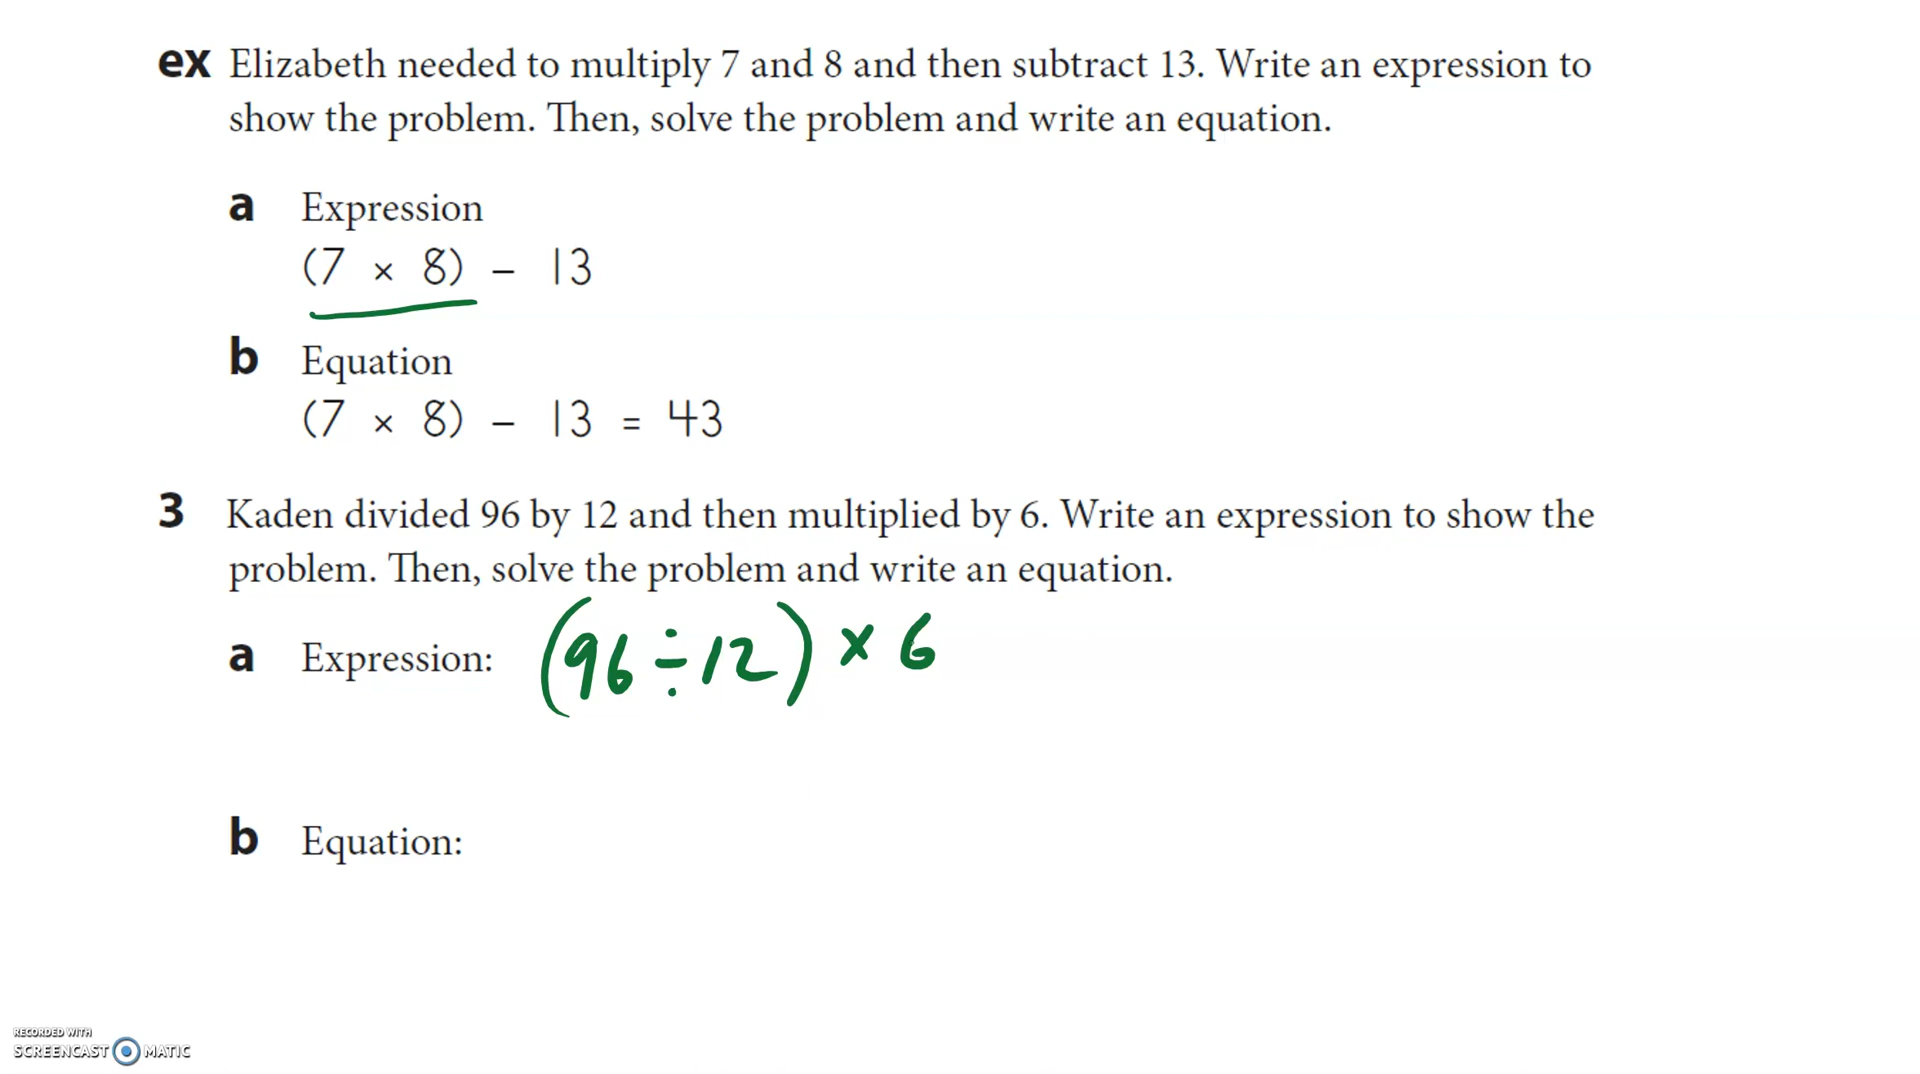 ex Elizabeth needed to multiply 7 and 8 and then subtract 13. Write an expression to
show the problem. Then, solve the problem and write an equation.
a Expression
(7 × 8) – 13
b Equation
(7 × 8) – 13 = 43
3 Kaden divided 96 by 12 and then multiplied by 6. Write an expression to show the
problem. Then, solve the problem and write an equation.
a Expression: (96 ÷ 12) × 6
b Equation:
RECORDED WITH
SCREENCAST MATIC